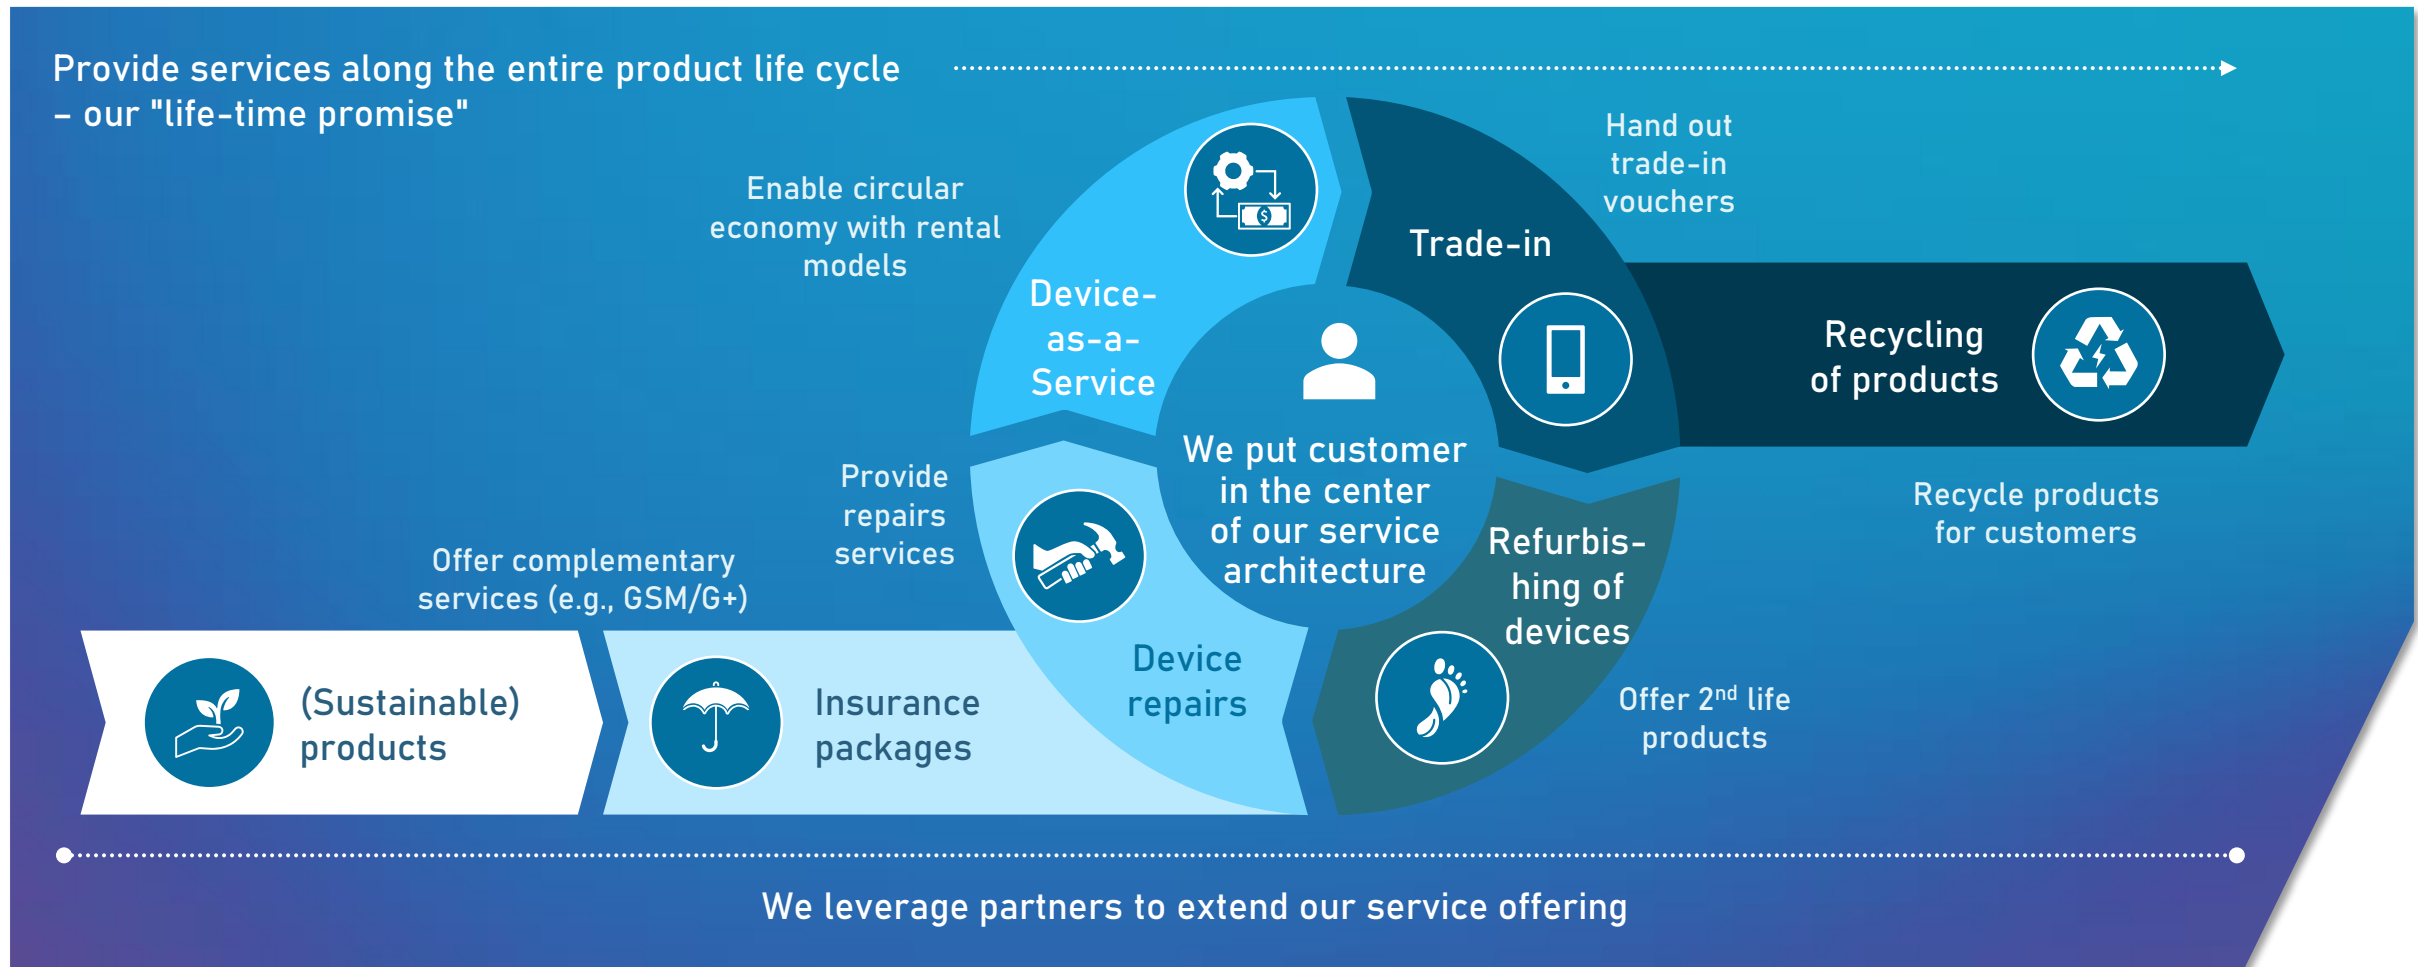 Provide services along the entire product life cycle
– our "life-time promise"
Hand out
trade-in
vouchers
Enable circular
economy with rental
models
Trade-in
Device-
as-a-
Service
Recycling
of products
We put customer
in the center
of our service
architecture
Provide
repairs
services
Recycle products
for customers
Refurbis-
hing of
devices
Offer complementary
services (e.g., GSM/G+)
Device
repairs
(Sustainable)
products
Insurance
packages
Offer 2nd life
products
We leverage partners to extend our service offering